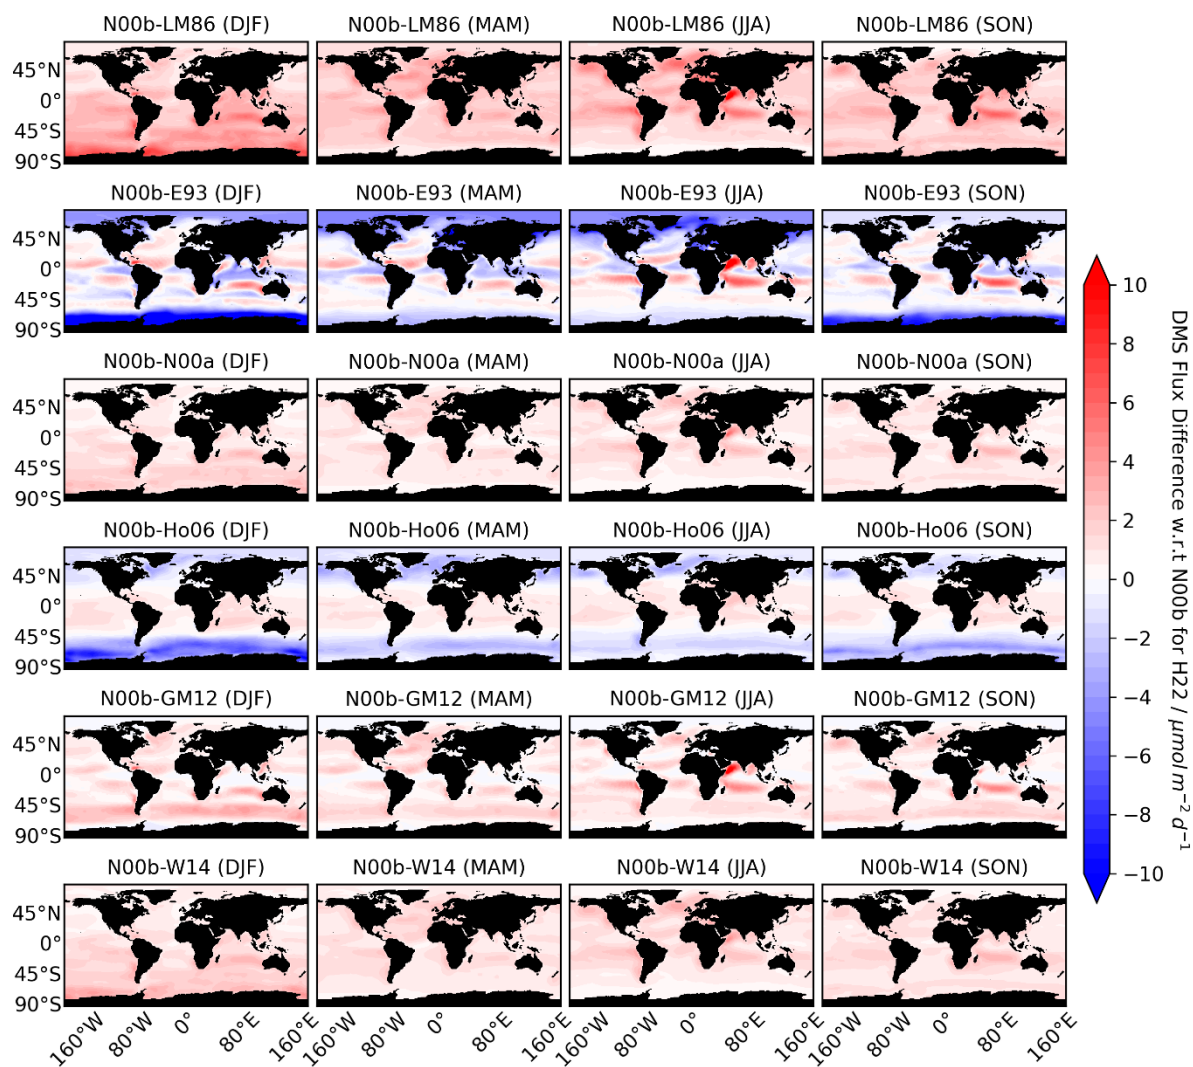 N00b-LM86 (DJF) N00b-LM86 (MAM) N00b-LM86 (JJA) N00b-LM86 (SON)
45°N
0°
45°S
90°S
N00b-E93 (DJF) N00b-E93 (MAM) N00b-E93 (JJA) N00b-E93 (SON)
45°N
0°
45°S
90°S
N00b-N00a (DJF) N00b-N00a (MAM) N00b-N00a (JJA) N00b-N00a (SON)
45°N
0°
45°S
90°S
N00b-Ho06 (DJF) N00b-Ho06 (MAM) N00b-Ho06 (JJA) N00b-Ho06 (SON)
45°N
0°
45°S
90°S
N00b-GM12 (DJF) N00b-GM12 (MAM) N00b-GM12 (JJA) N00b-GM12 (SON)
45°N
0°
45°S
90°S
N00b-W14 (DJF) N00b-W14 (MAM) N00b-W14 (JJA) N00b-W14 (SON)
45°N
0°
45°S
90°S
160°W 80°W 0° 80°E 160°E 160°W 80°W 0° 80°E 160°E 160°W 80°W 0° 80°E 160°E 160°W 80°W 0° 80°E 160°E
10
8
6
4
2
0
−2
−4
−6
−8
−10
DMS Flux Difference w.r.t N00b for H22 / μmol m⁻² d⁻¹